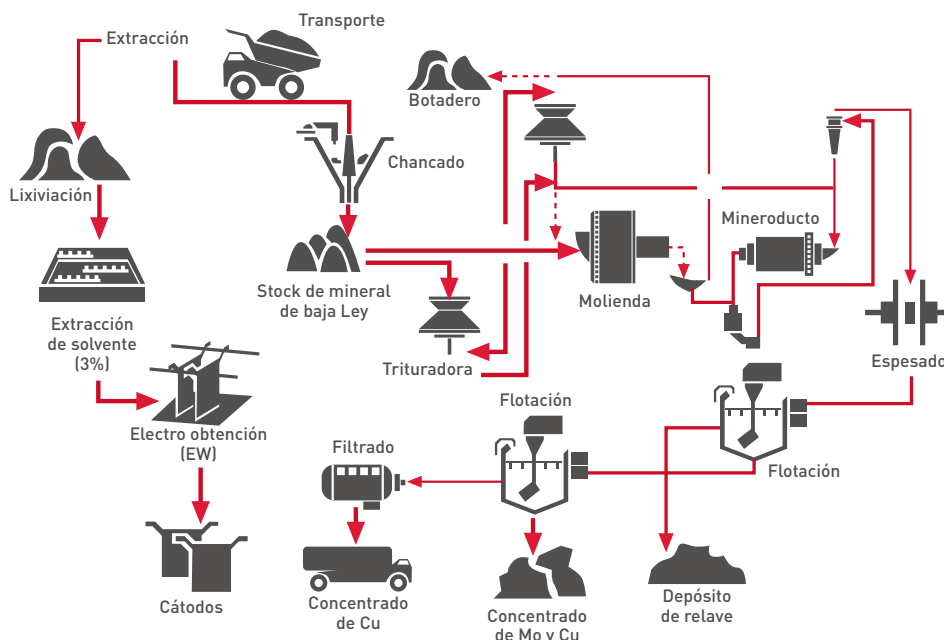 Transporte
Extracción
Botadero
Chancado
Lixiviación
Mineroducto
Stock de mineral
de baja Ley
Molienda
Extracción
de solvente
(3%)
Trituradora
Espesado
Flotación
Electro obtención
(EW)
Filtrado
Flotación
Cátodos
Concentrado
de Cu
Concentrado
de Mo y Cu
Depósito
de relave